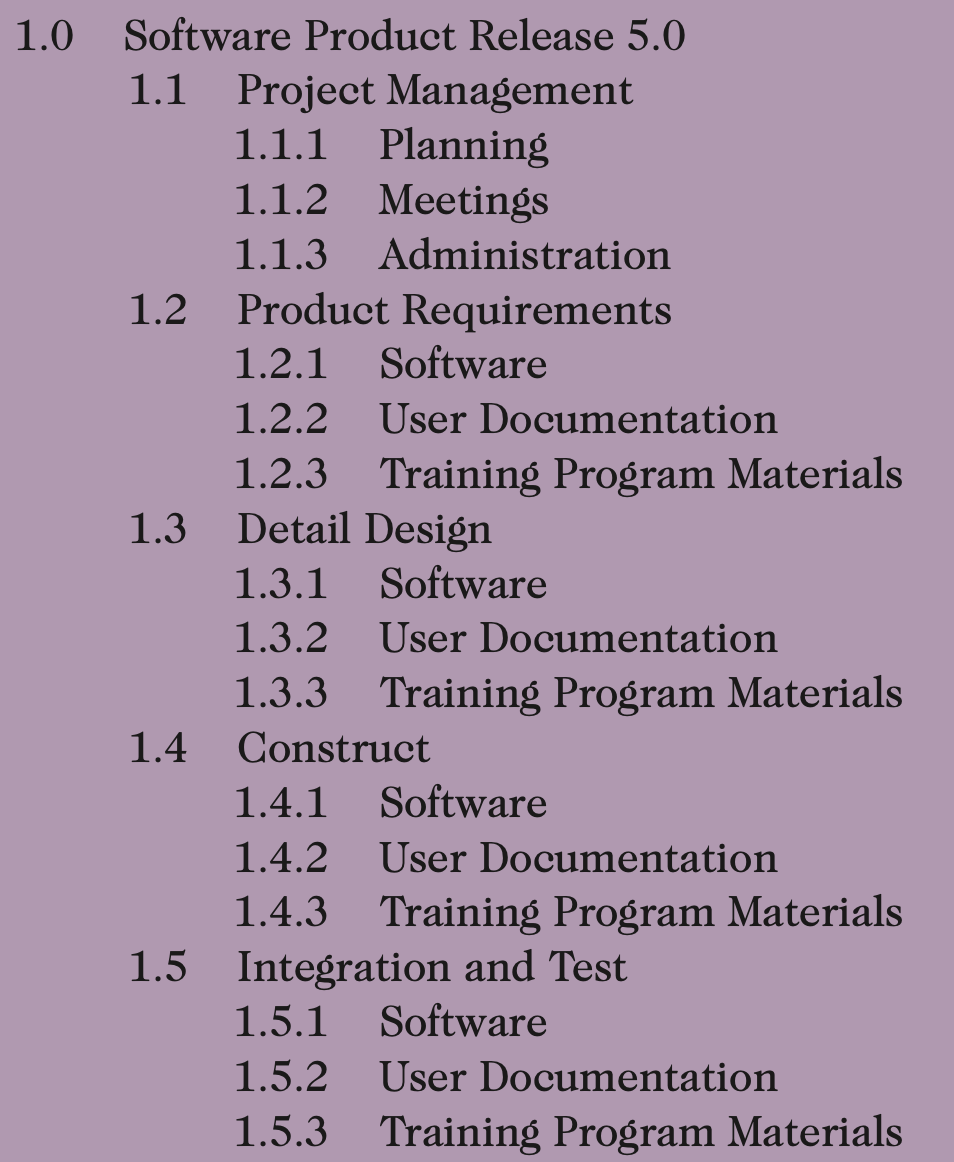 1.0 Software Product Release 5.0
1.1 Project Management
1.1.1 Planning
1.1.2 Meetings
1.1.3 Administration
1.2 Product Requirements
1.2.1 Software
1.2.2 User Documentation
1.2.3 Training Program Materials
1.3 Detail Design
1.3.1 Software
1.3.2 User Documentation
1.3.3 Training Program Materials
1.4 Construct
1.4.1 Software
1.4.2 User Documentation
1.4.3 Training Program Materials
1.5 Integration and Test
1.5.1 Software
1.5.2 User Documentation
1.5.3 Training Program Materials